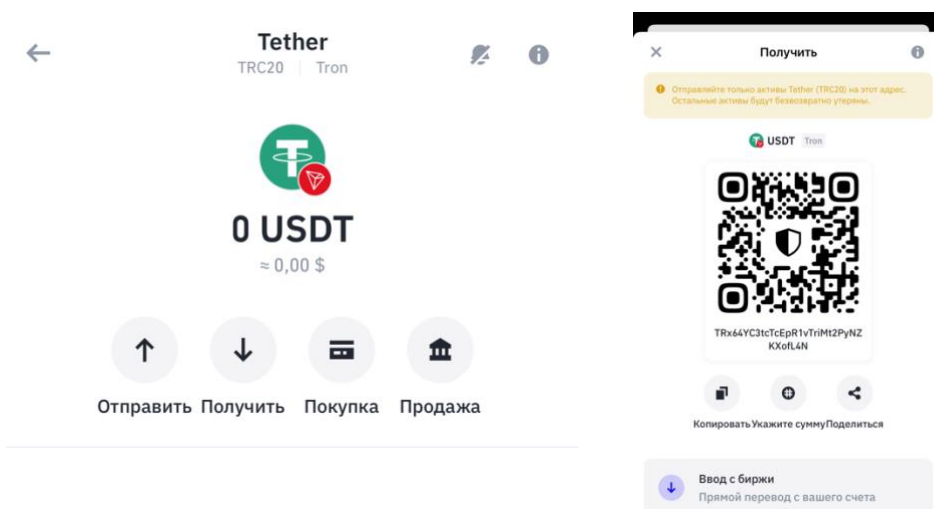 Tether
TRC20 | Tron
0 USDT
≈ 0,00 $
Отправить Получить Покупка Продажа
Получить
Отправляйте только активы Tether (TRC20) на этот адрес.
Остальные активы будут безвозвратно утеряны.
USDT Tron
TRx64YC3tcTcEpR1vTriMt2PyNZ
KXofL4N
Копировать Укажите сумму Поделиться
Ввод с биржи
Прямой перевод с вашего счета